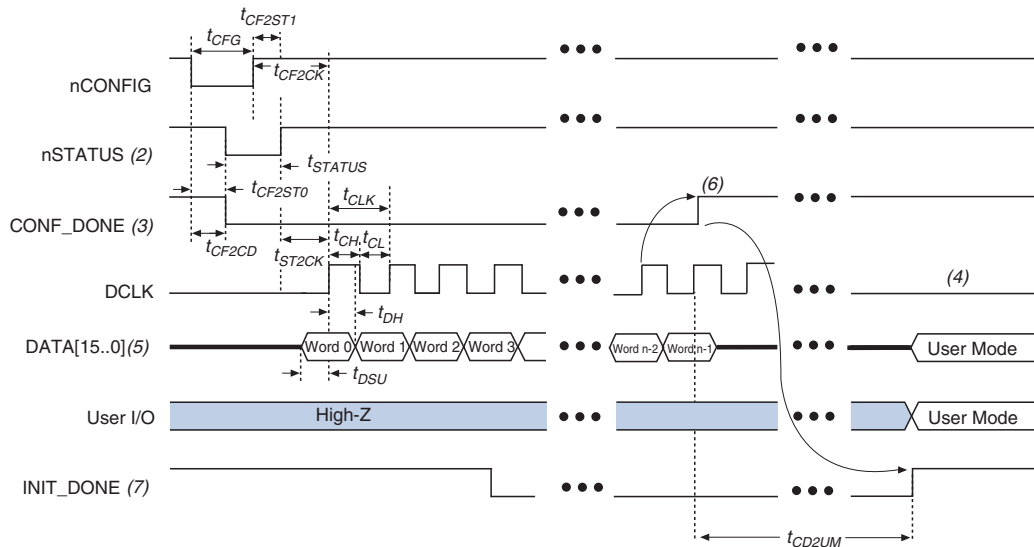 tCF2ST1
tCFG
nCONFIG
tCF2CK
nSTATUS (2)
tSTATUS
tCF2ST0
tCLK
(6)
CONF_DONE (3)
tCF2CD
tCH
tCL
tST2CK
(4)
DCLK
tDH
DATA[15..0](5)
Word 0
Word 1
Word 2
Word 3
Word n-2
Word n-1
User Mode
tDSU
User I/O
High-Z
User Mode
INIT_DONE (7)
tCD2UM